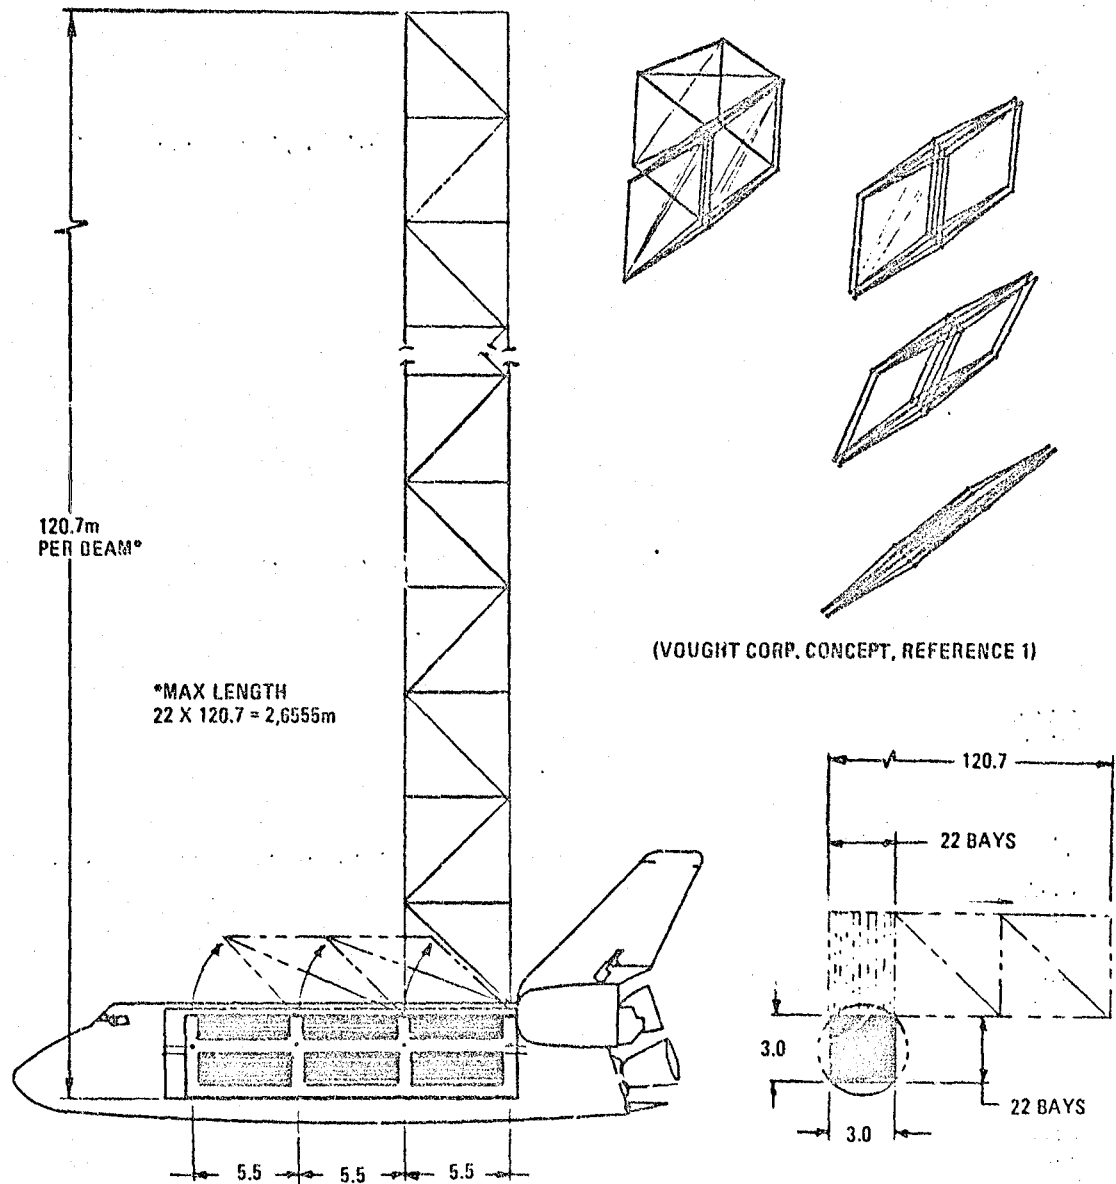 120.7m
PER BEAM*
*MAX LENGTH
22 X 120.7 = 2,6555m
(VOUGHT CORP. CONCEPT, REFERENCE 1)
120.7
22 BAYS
3.0
22 BAYS
3.0
5.5
5.5
5.5